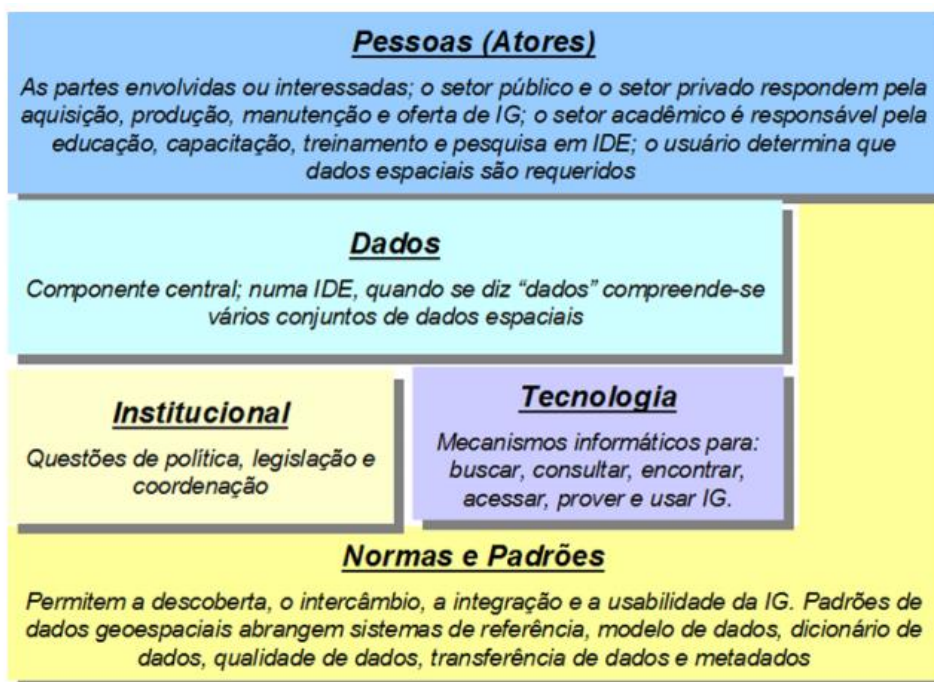 Pessoas (Atores)
As partes envolvidas ou interessadas; o setor público e o setor privado respondem pela
aquisição, produção, manutenção e oferta de IG; o setor acadêmico é responsável pela
educação, capacitação, treinamento e pesquisa em IDE; o usuário determina que
dados espaciais são requeridos
Dados
Componente central; numa IDE, quando se diz “dados” compreende-se
vários conjuntos de dados espaciais
Institucional
Questões de política, legislação e
coordenação
Tecnologia
Mecanismos informáticos para:
buscar, consultar, encontrar,
acessar, prover e usar IG.
Normas e Padrões
Permitem a descoberta, o intercâmbio, a integração e a usabilidade da IG. Padrões de
dados geoespaciais abrangem sistemas de referência, modelo de dados, dicionário de
dados, qualidade de dados, transferência de dados e metadados